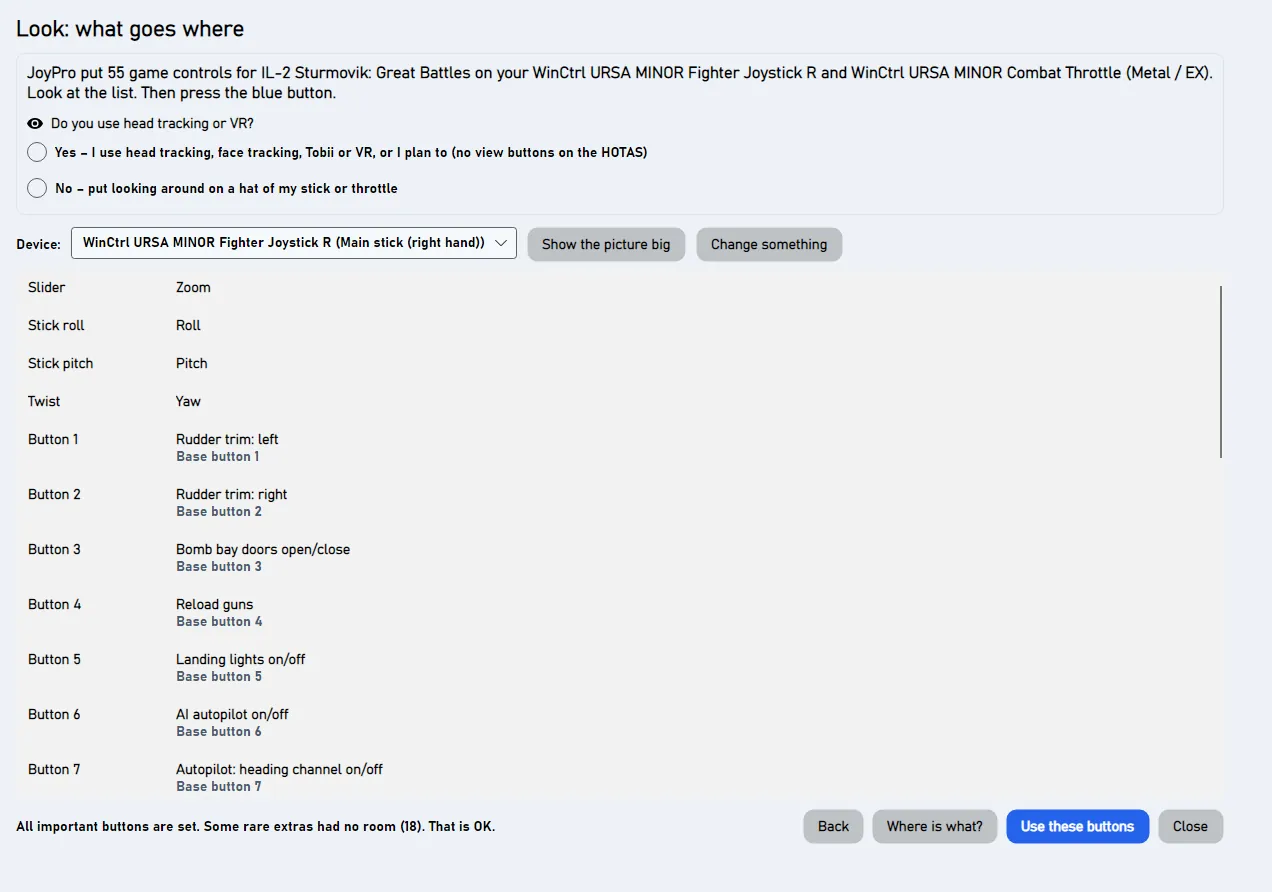 Look: what goes where
JoyPro put 55 game controls for IL-2 Sturmovik: Great Battles on your WinCtrl URSA MINOR Fighter Joystick R and WinCtrl URSA MINOR Combat Throttle (Metal / EX).
Look at the list. Then press the blue button.
Do you use head tracking or VR?
Yes – I use head tracking, face tracking, Tobii or VR, or I plan to (no view buttons on the HOTAS)
No – put looking around on a hat of my stick or throttle
Device: WinCtrl URSA MINOR Fighter Joystick R (Main stick (right hand)) Show the picture big Change something
Slider Zoom
Stick roll Roll
Stick pitch Pitch
Twist Yaw
Button 1 Rudder trim: left
Base button 1
Button 2 Rudder trim: right
Base button 2
Button 3 Bomb bay doors open/close
Base button 3
Button 4 Reload guns
Base button 4
Button 5 Landing lights on/off
Base button 5
Button 6 AI autopilot on/off
Base button 6
Button 7 Autopilot: heading channel on/off
Base button 7
All important buttons are set. Some rare extras had no room (18). That is OK. Back Where is what? Use these buttons Close